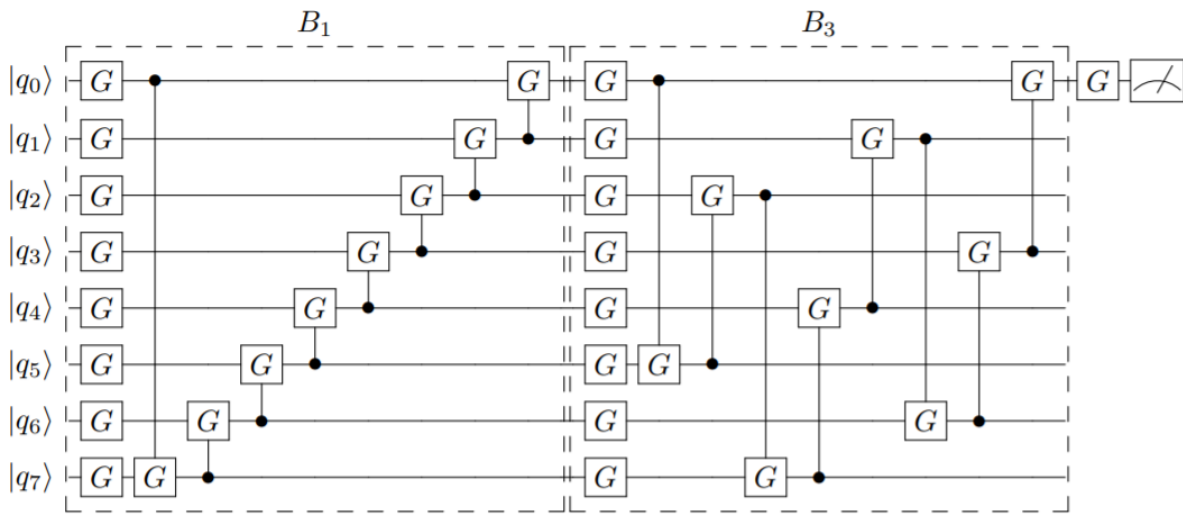 B₁ B₃
|q₀⟩ G G G G G
|q₁⟩ G G G G
|q₂⟩ G G G G
|q₃⟩ G G G G
|q₄⟩ G G G G
|q₅⟩ G G G G
|q₆⟩ G G G G
|q₇⟩ G G G G